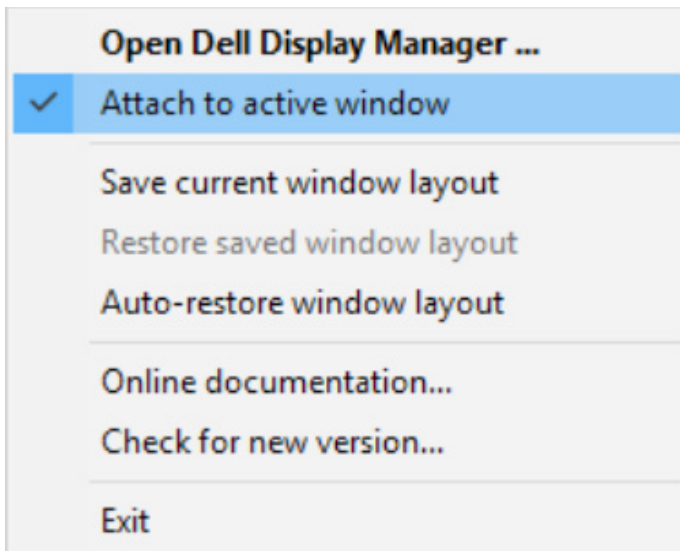 Open Dell Display Manager ...
Attach to active window
Save current window layout
Restore saved window layout
Auto-restore window layout
Online documentation...
Check for new version...
Exit